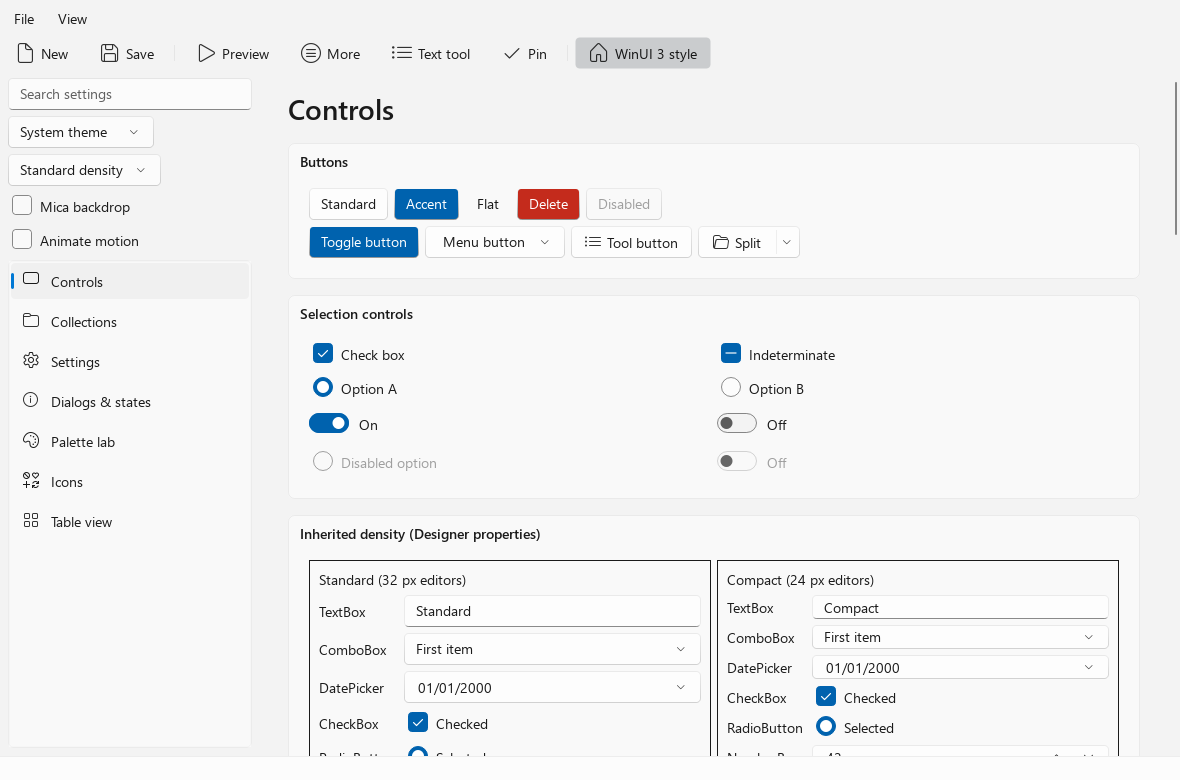 File View
New Save Preview More Text tool Pin WinUI 3 style
Search settings
System theme
Standard density
Mica backdrop
Animate motion
Controls
Collections
Settings
Dialogs & states
Palette lab
Icons
Table view
Controls
Buttons
Standard Accent Flat Delete Disabled
Toggle button Menu button Tool button Split
Selection controls
Check box Indeterminate
Option A Option B
On Off
Disabled option Off
Inherited density (Designer properties)
Standard (32 px editors)
TextBox Standard
ComboBox First item
DatePicker 01/01/2000
CheckBox Checked
Compact (24 px editors)
TextBox Compact
ComboBox First item
DatePicker 01/01/2000
CheckBox Checked
RadioButton Selected